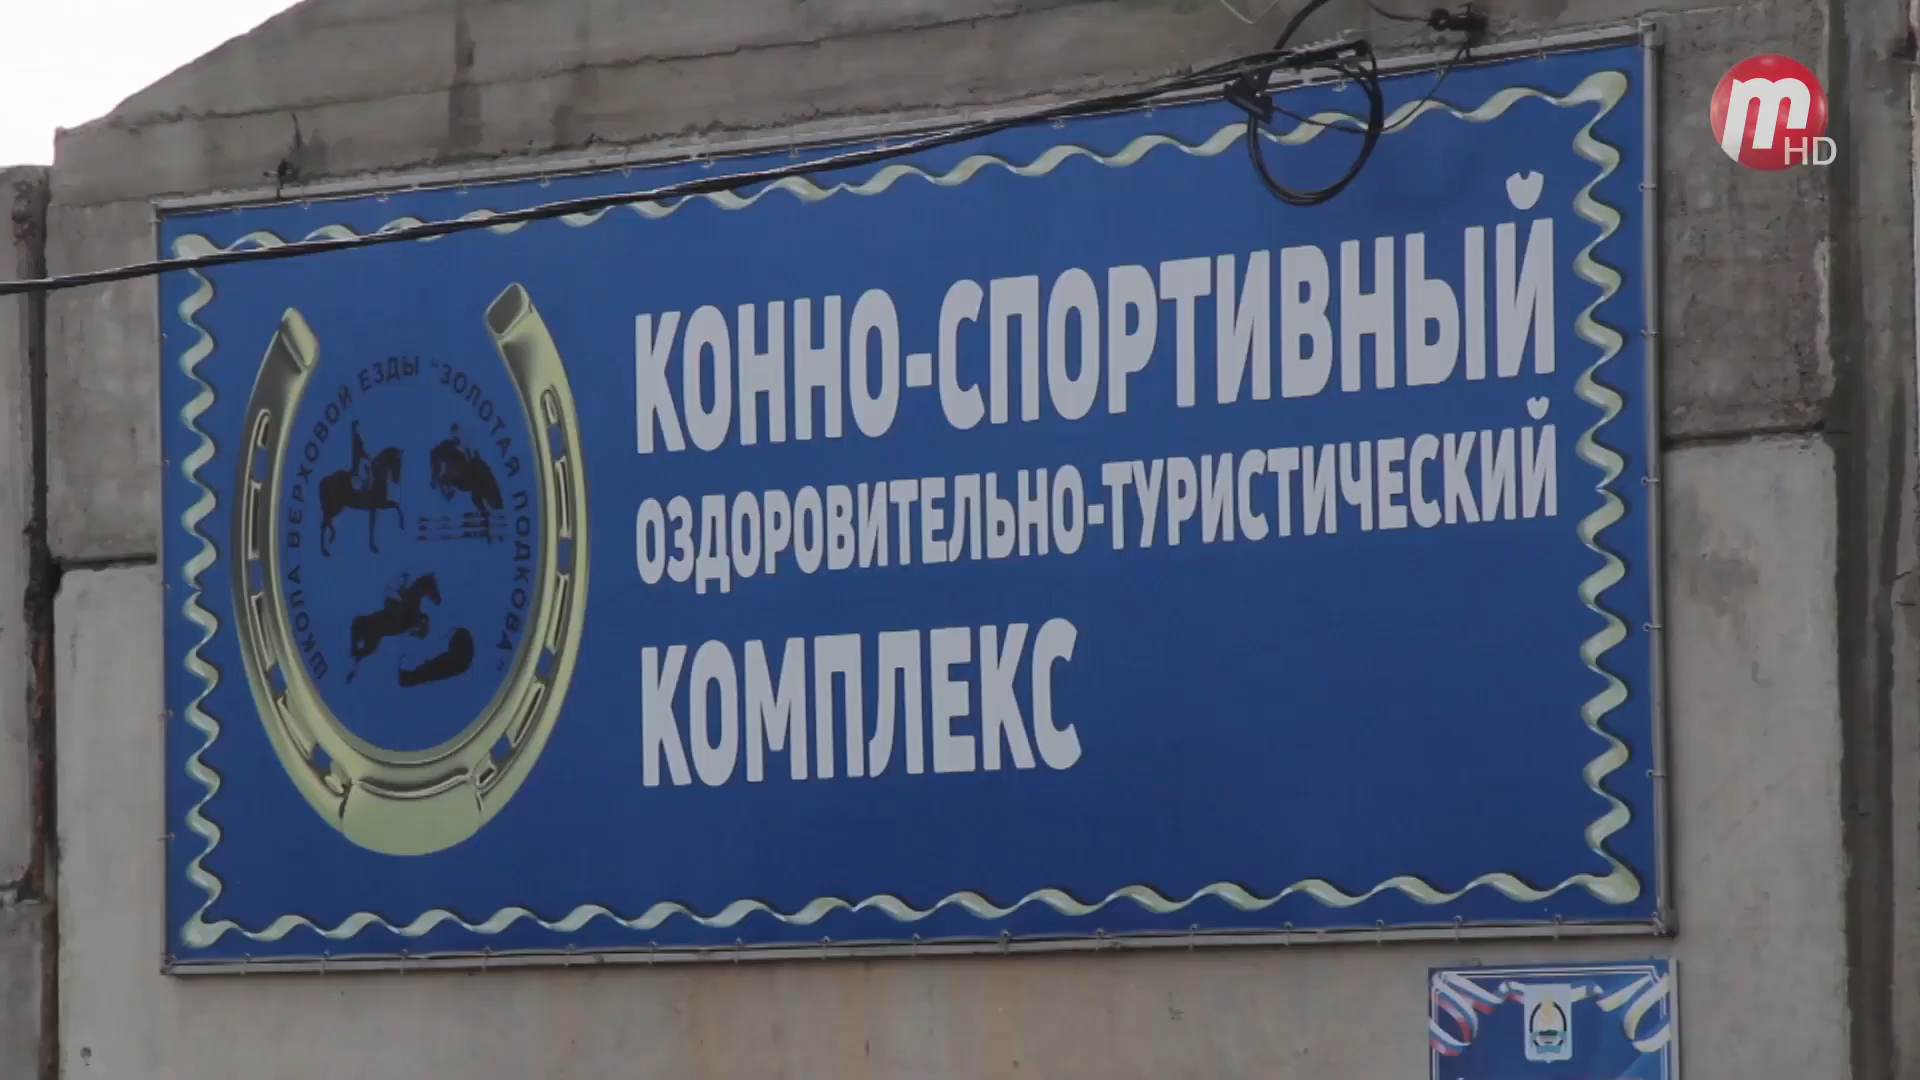 m HD
ШКОЛА ВЕРХОВОЙ ЕЗДЫ "ЗОЛОТАЯ ПОДКОВА"
КОННО-СПОРТИВНЫЙ
ОЗДОРОВИТЕЛЬНО-ТУРИСТИЧЕСКИЙ
КОМПЛЕКС